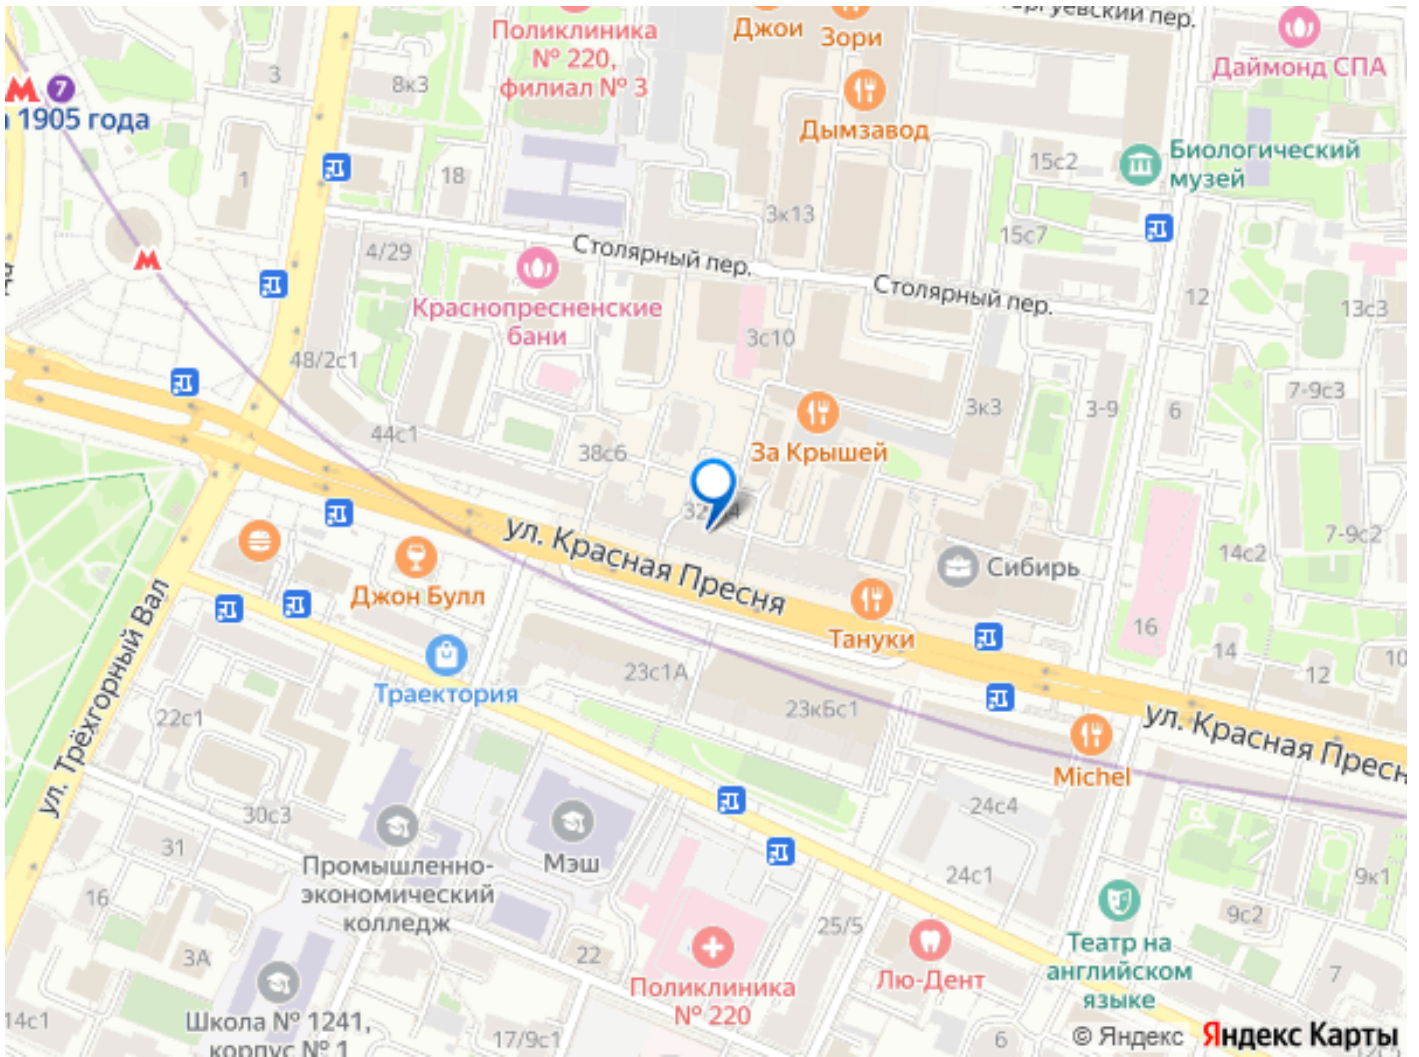 Поликлиника
№ 220,
филиал № 3
Джои
Зори
пер.
Даймонд СПА
7
1905 года
3
8к3
Дымзавод
Биологический
музей
15с2
1
18
3к13
15с7
4/29
Столярный пер.
Столярный пер.
12
13с3
Краснопресненские
бани
48/2с1
3с10
7-9с3
3к3
3-9
6
44с1
38с6
За Крышей
ул. Красная Пресня
7-9с2
14с2
Сибирь
Джон Булл
Тануки
16
14
12
10
ул. Трёхгорный Вал
Траектория
23с1А
23кБс1
22с1
ул. Красная Пресн
Michel
24с4
30с3
31
Промышленно-
экономический
колледж
Мэш
24с1
9к1
16
9с2
25/5
3А
22
Поликлиника
№ 220
Лю-Дент
Театр на
английском
языке
7
14с1
Школа № 1241,
корпус № 1
17/9с1
6
© Яндекс
Яндекс Карты